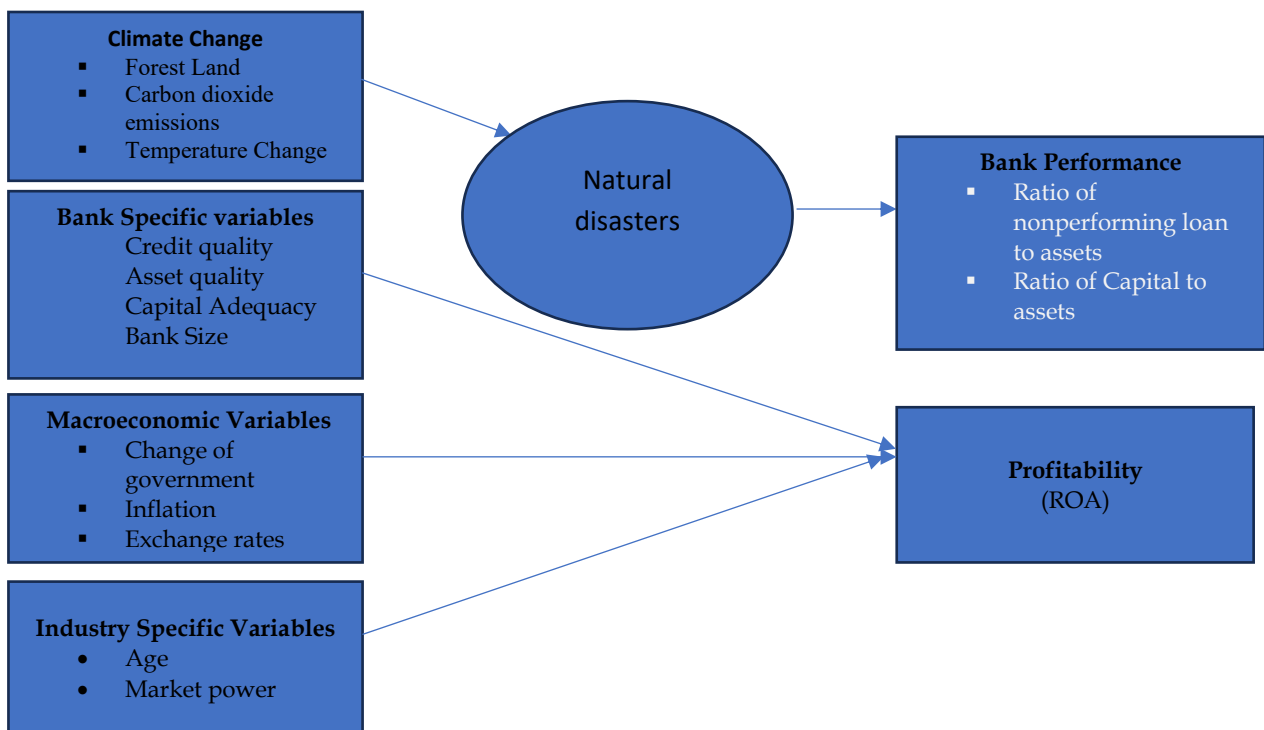 Climate Change
▪ Forest Land
▪ Carbon dioxide
emissions
▪ Temperature Change
Bank Specific variables
Credit quality
Asset quality
Capital Adequacy
Bank Size
Macroeconomic Variables
▪ Change of
government
▪ Inflation
▪ Exchange rates
Industry Specific Variables
• Age
• Market power
Natural
disasters
Bank Performance
▪ Ratio of
nonperforming loan
to assets
▪ Ratio of Capital to
assets
Profitability
(ROA)